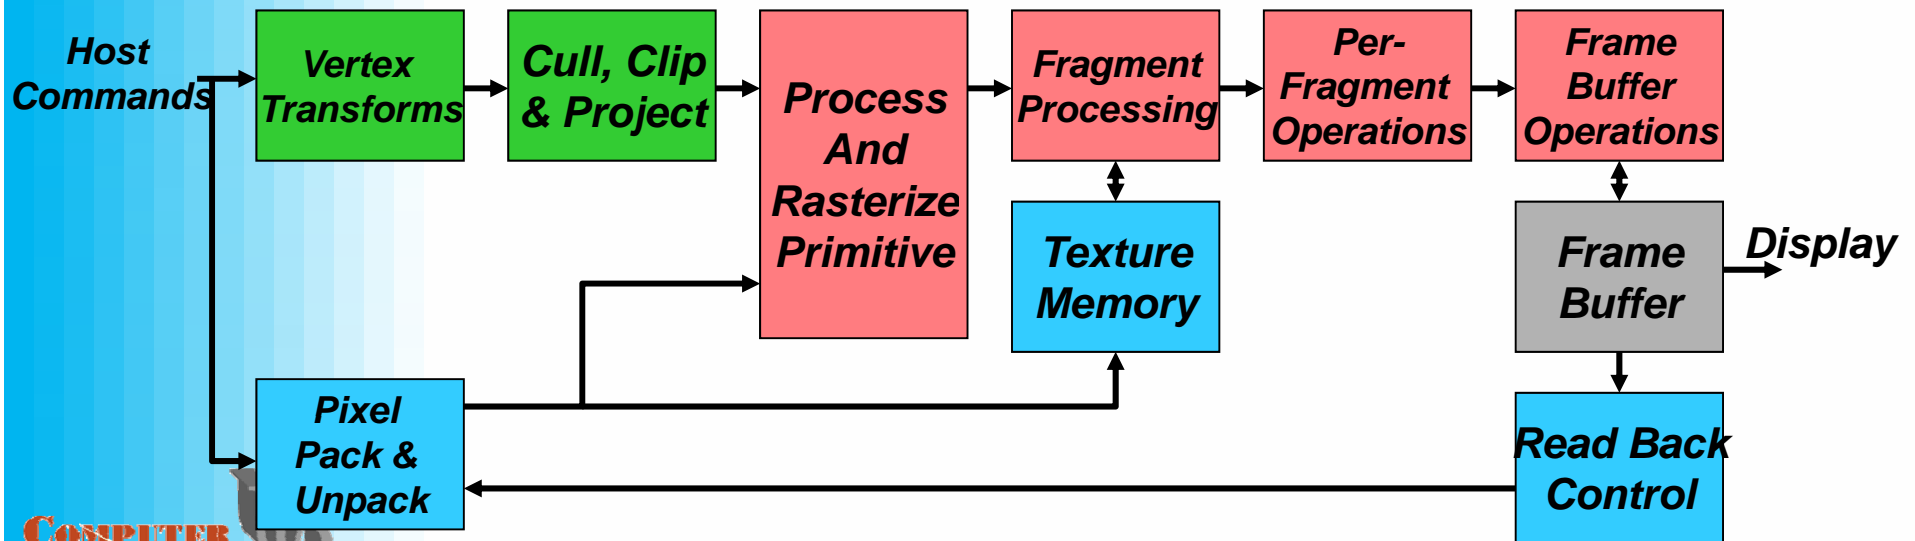 Host
Commands
Vertex
Transforms
Cull, Clip
& Project
Process
And
Rasterize
Primitive
Fragment
Processing
Per-
Fragment
Operations
Frame
Buffer
Operations
Texture
Memory
Frame
Buffer
Display
Pixel
Pack &
Unpack
Read Back
Control
COMPUTER